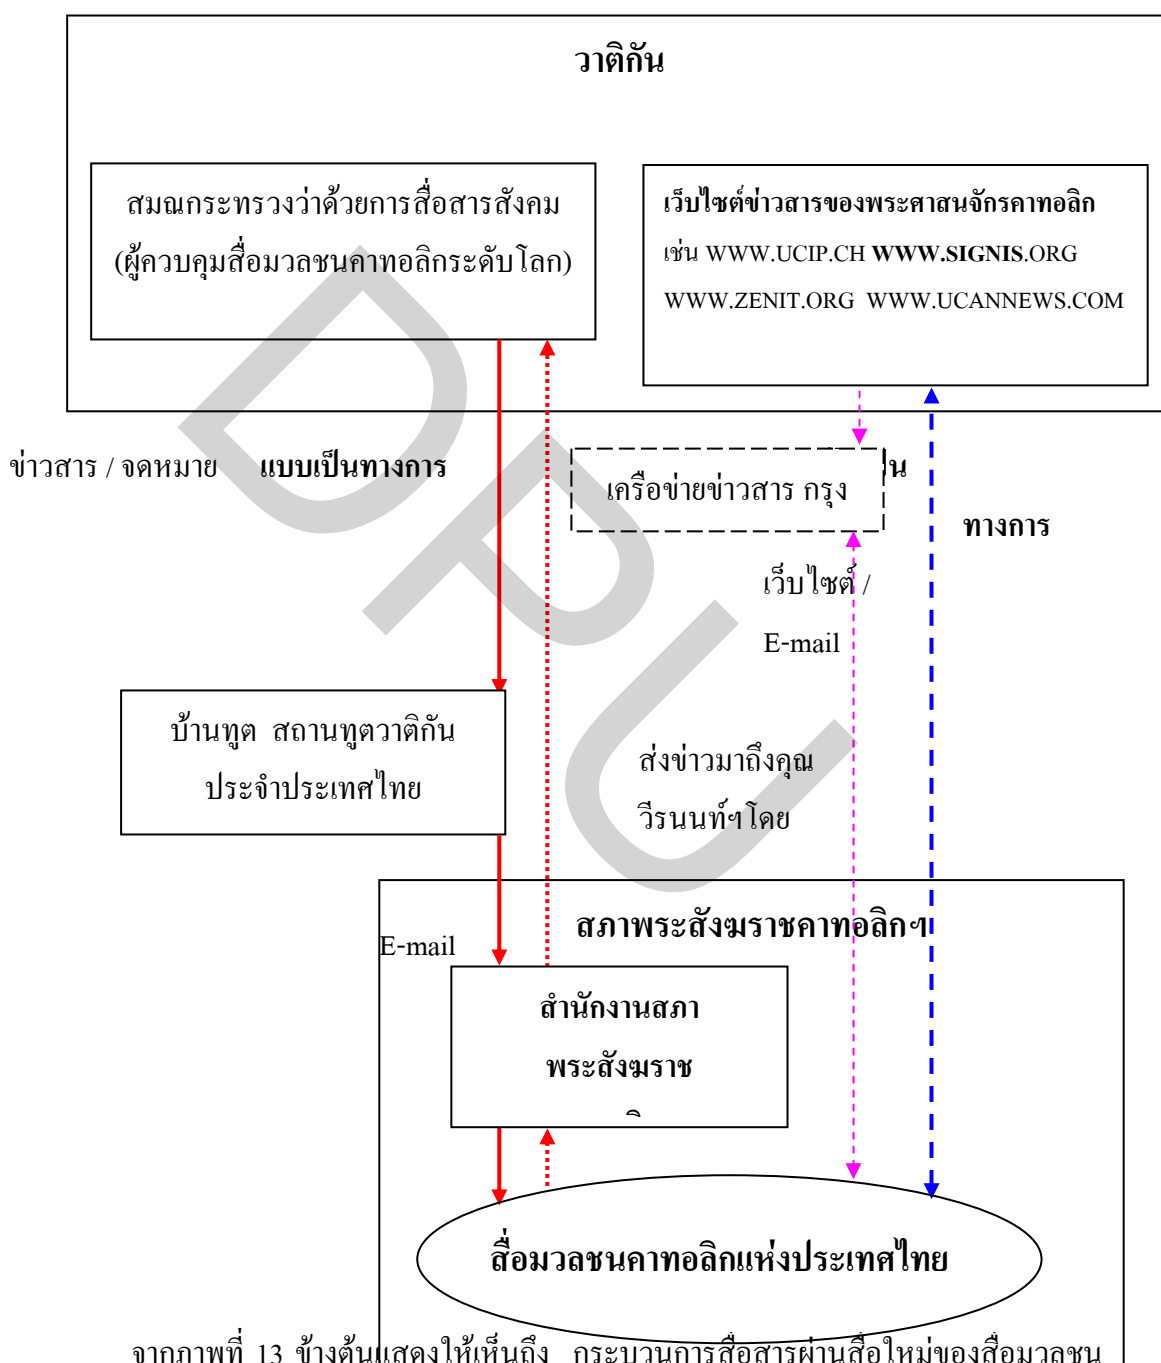 วาติกัน
สมณกระทรวงว่าด้วยการสื่อสารสังคม
(ผู้ควบคุมสื่อมวลชนคาทอลิกระดับโลก)
เว็บไซต์ข่าวสารของพระศาสนจักรคาทอลิก
เช่น WWW.UCIP.CH WWW.SIGNIS.ORG
WWW.ZENIT.ORG WWW.UCANNEWS.COM
ข่าวสาร / จดหมาย แบบเป็นทางการ
เครือข่ายข่าวสาร กรุง
ทางการ
เว็บไซต์ /
E-mail
บ้านทูต สถานทูตวาติกัน
ประจำประเทศไทย
ส่งข่าวมาถึงคุณ
วีรนนท์ฯโดย
E-mail
สภาพระสังฆราชคาทอลิกฯ
สำนักงานสภา
พระสังฆราช
สื่อมวลชนคาทอลิกแห่งประเทศไทย
จากภาพที่ 13 ข้างต้นแสดงให้เห็นถึง กระบวนการสื่อสารผ่านสื่อใหม่ของสื่อมวลชน
DPU